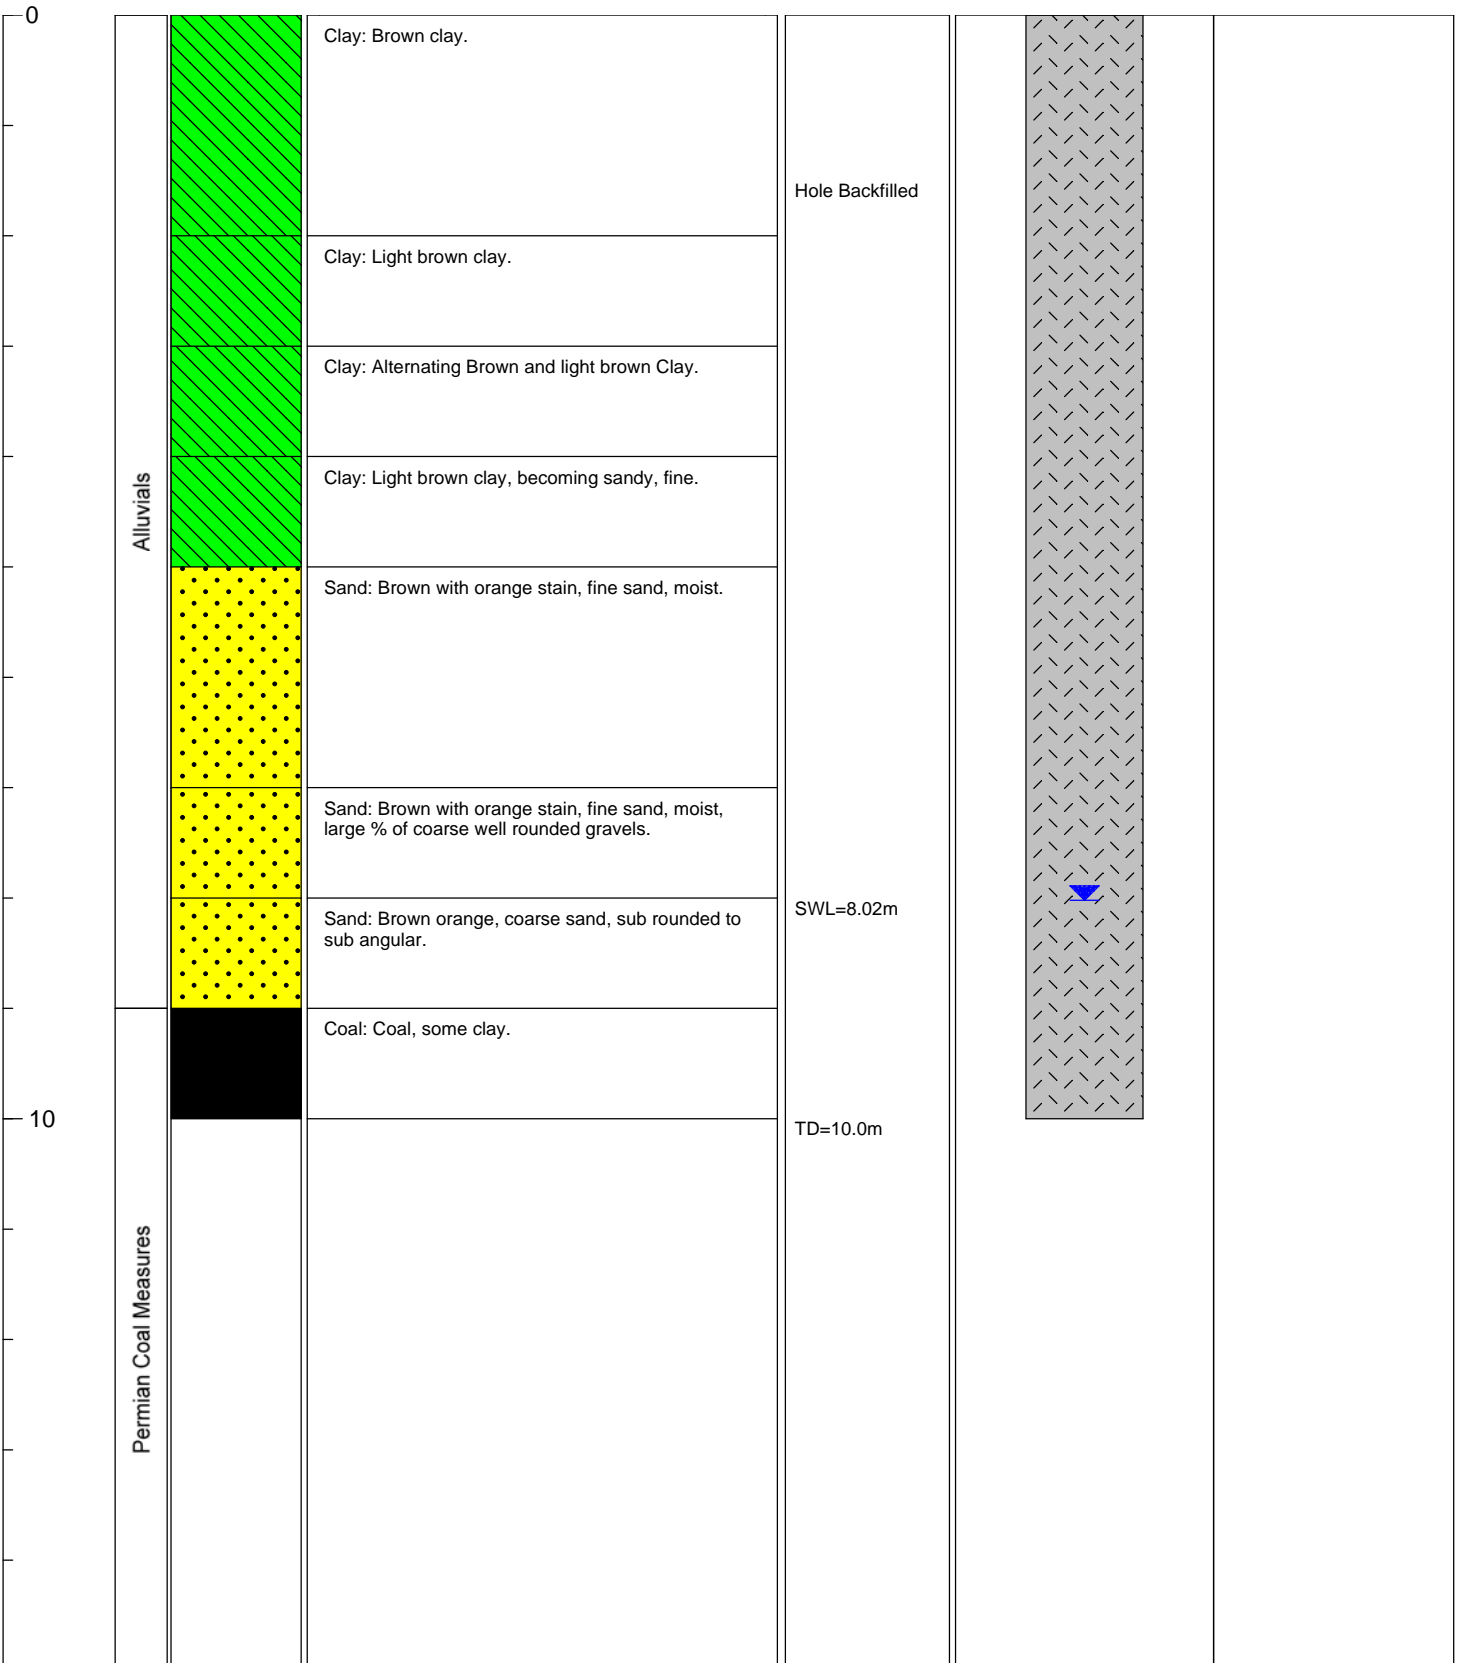 0
Clay: Brown clay.
Hole Backfilled
Clay: Light brown clay.
Clay: Alternating Brown and light brown Clay.
Clay: Light brown clay, becoming sandy, fine.
Alluvials
Sand: Brown with orange stain, fine sand, moist.
Sand: Brown with orange stain, fine sand, moist,
large % of coarse well rounded gravels.
SWL=8.02m
Sand: Brown orange, coarse sand, sub rounded to
sub angular.
Coal: Coal, some clay.
10
TD=10.0m
Permian Coal Measures